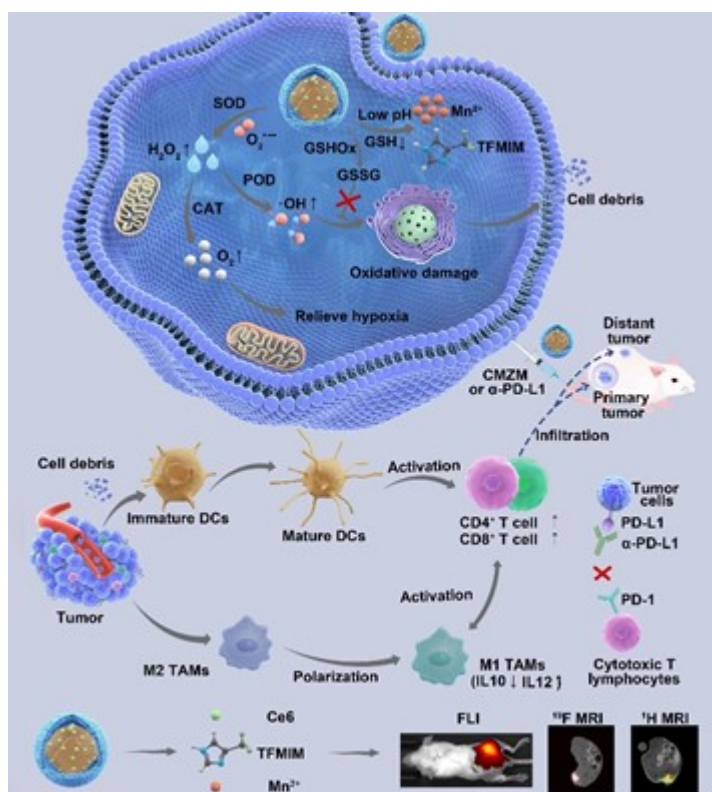 SOD
Low pH
Mn²⁺
O₂•−
H₂O₂↑
GSHOx
GSH↓
TFMIM
GSSG
POD
·OH↑
CAT
O₂↑
Oxidative damage
Cell debris
Relieve hypoxia
Distant
tumor
CMZM
or α-PD-L1
Primary
tumor
Infiltration
Cell debris
Activation
Immature DCs
Mature DCs
CD4⁺ T cell ↑
CD8⁺ T cell ↑
Tumor
cells
PD-L1
α-PD-L1
Tumor
Activation
PD-1
M2 TAMs
Polarization
M1 TAMs
(IL10↓ IL12↑)
Cytotoxic T
lymphocytes
Ce6
TFMIM
Mn²⁺
FLI
¹⁹F MRI
¹H MRI